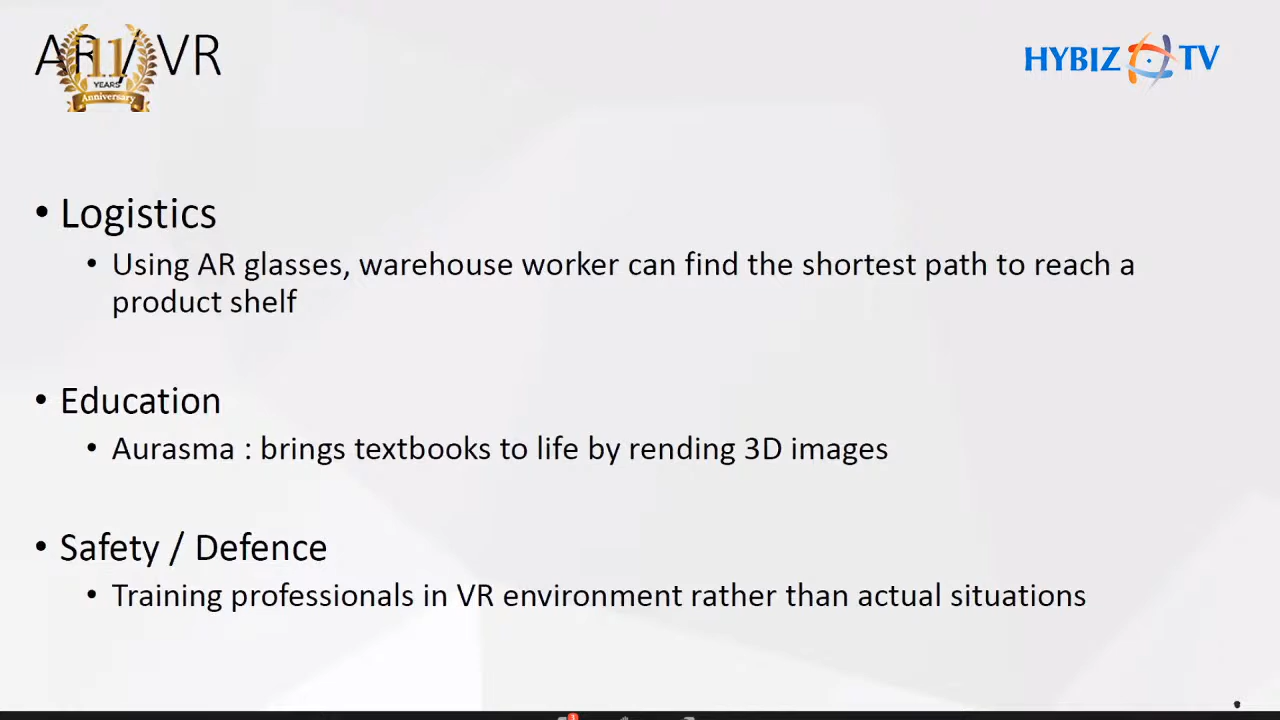 AR / VR
11
YEARS
Anniversary
HYBIZ TV
• Logistics
• Using AR glasses, warehouse worker can find the shortest path to reach a
product shelf
• Education
• Aurasma : brings textbooks to life by rending 3D images
• Safety / Defence
• Training professionals in VR environment rather than actual situations